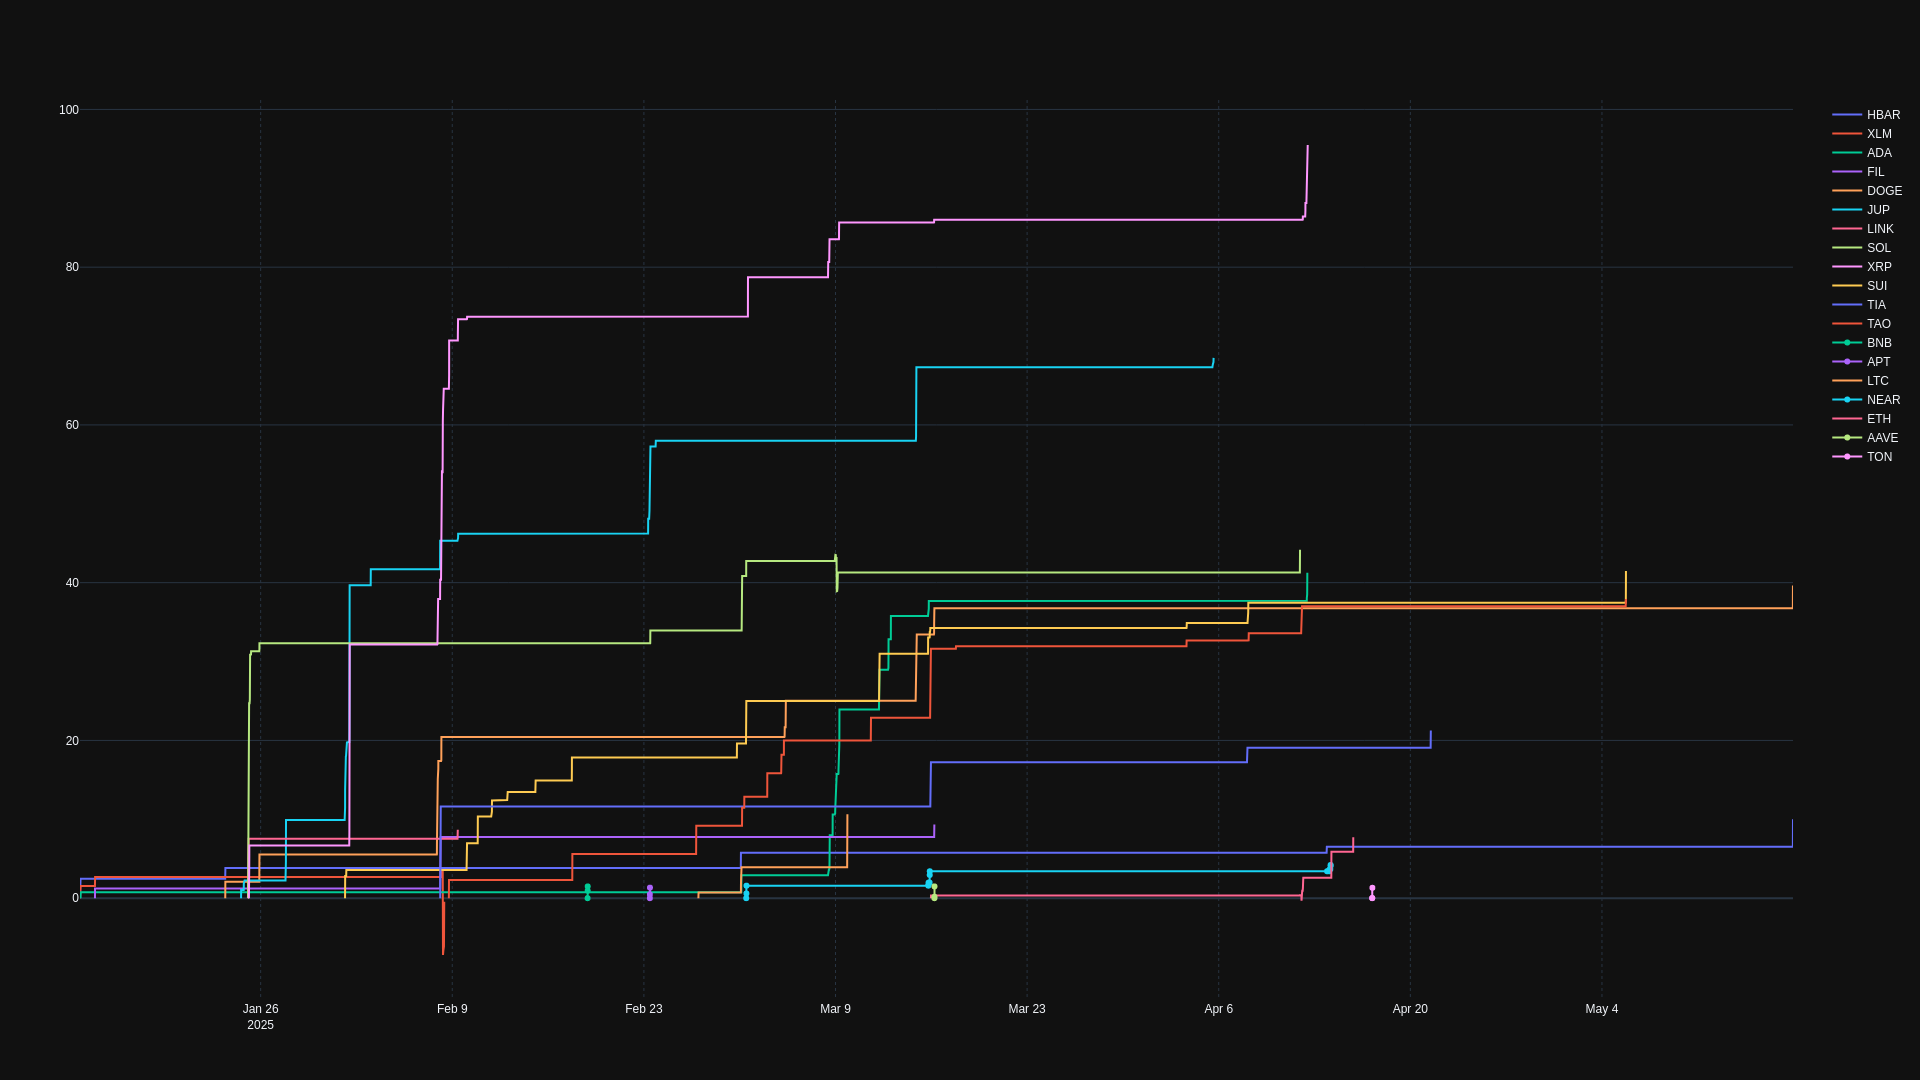 100
80
60
40
20
0
Jan 26
2025
Feb 9
Feb 23
Mar 9
Mar 23
Apr 6
Apr 20
May 4
HBAR
XLM
ADA
FIL
DOGE
JUP
LINK
SOL
XRP
SUI
TIA
TAO
BNB
APT
LTC
NEAR
ETH
AAVE
TON